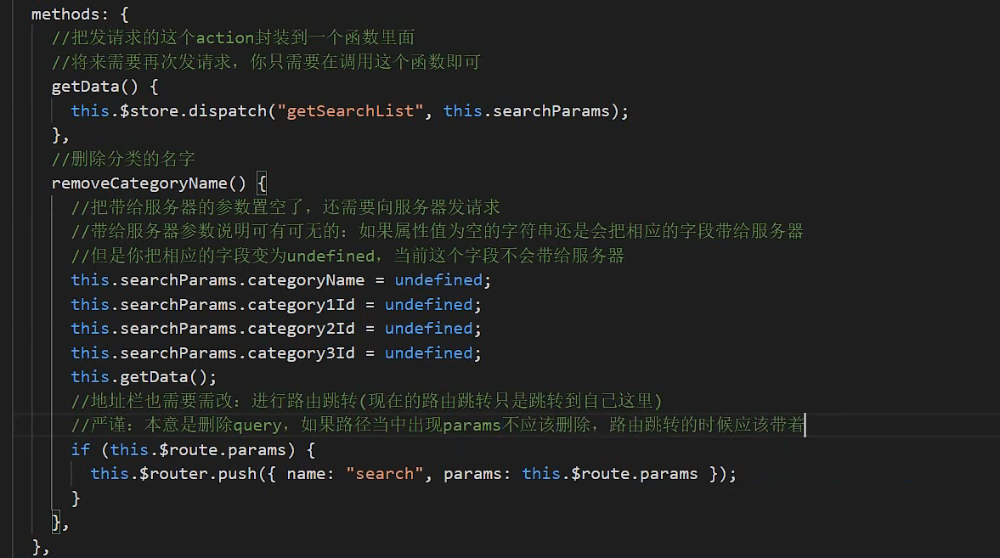 methods: {
//把发请求的这个action封装到一个函数里面
//将来需要再次发请求，你只需要在调用这个函数即可
getData() {
this.$store.dispatch("getSearchList", this.searchParams);
},
//删除分类的名字
removeCategoryName() {
//把带给服务器的参数置空了，还需要向服务器发请求
//带给服务器参数说明可有可无的：如果属性值为空的字符串还是会把相应的字段带给服务器
//但是你把相应的字段变为undefined，当前这个字段不会带给服务器
this.searchParams.categoryName = undefined;
this.searchParams.category1Id = undefined;
this.searchParams.category2Id = undefined;
this.searchParams.category3Id = undefined;
this.getData();
//地址栏也需要需改：进行路由跳转(现在的路由跳转只是跳转到自己这里)
//严谨：本意是删除query，如果路径当中出现params不应该删除，路由跳转的时候应该带着
if (this.$route.params) {
this.$router.push({ name: "search", params: this.$route.params });
}
},
},